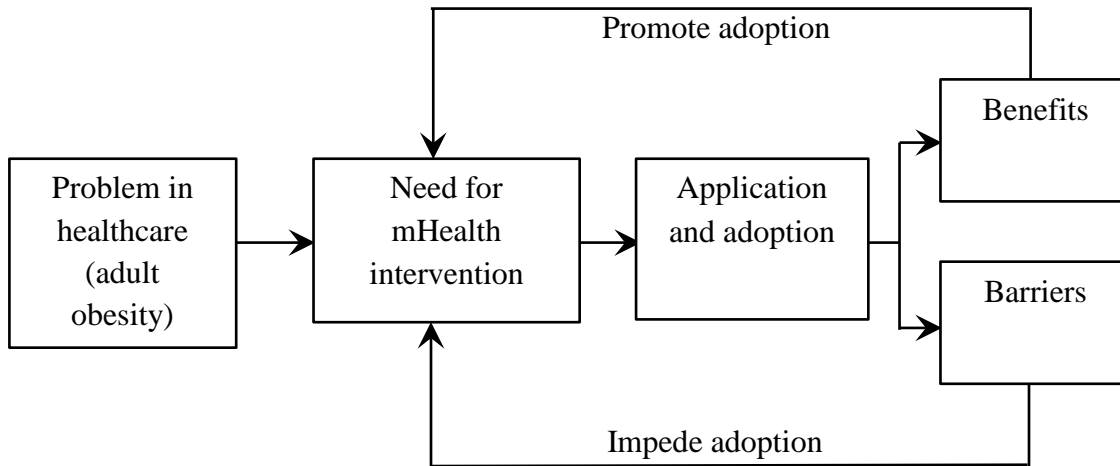 Promote adoption
Benefits
Problem in
healthcare
(adult
obesity)
Need for
mHealth
intervention
Application
and adoption
Barriers
Impede adoption